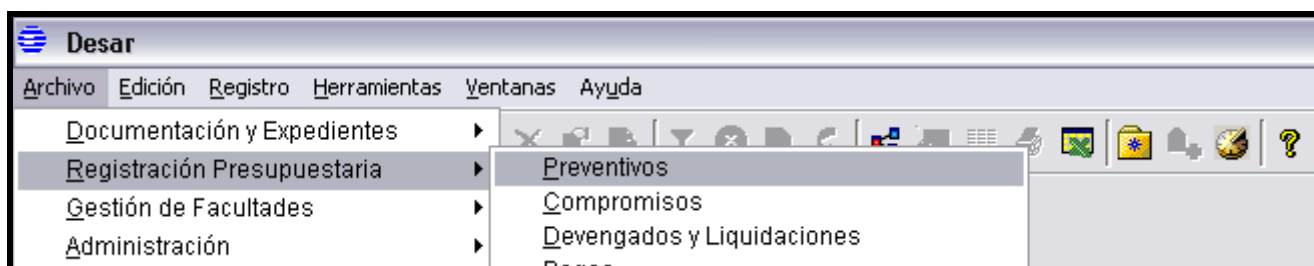 Desar
Archivo Edición Registro Herramientas Ventanas Ayuda
Documentación y Expedientes
Registración Presupuestaria
Preventivos
Gestión de Facultades
Compromisos
Administración
Devengados y Liquidaciones